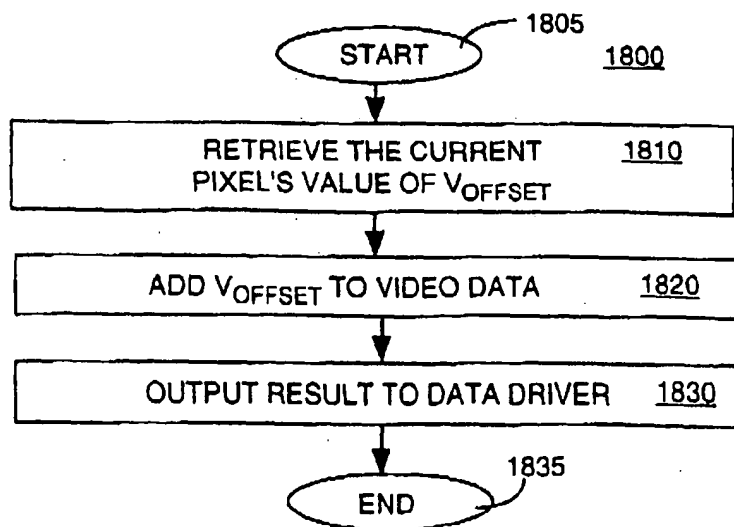 1805
START
1800
RETRIEVE THE CURRENT 1810
PIXEL'S VALUE OF VOFFSET
ADD VOFFSET TO VIDEO DATA 1820
OUTPUT RESULT TO DATA DRIVER 1830
1835
END